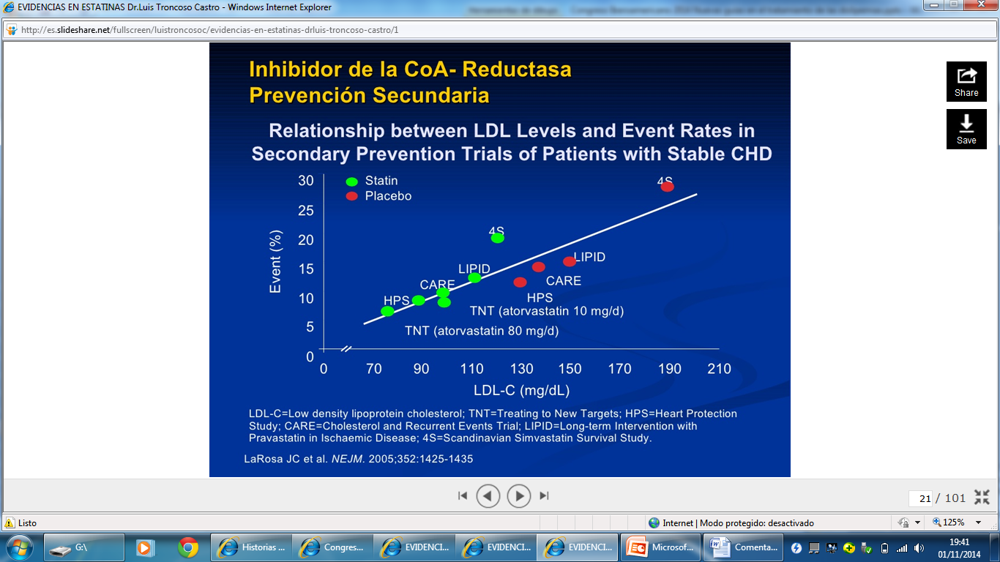 EVIDENCIAS EN ESTATINAS Dr.Luis Troncoso Castro - Windows Internet Explorer
http://es.slideshare.net/fullscreen/luistroncosoc/evidencias-en-estatinas-drluis-troncoso-castro/1
Share
Save
Inhibidor de la CoA- Reductasa
Prevención Secundaria
Relationship between LDL Levels and Event Rates in
Secondary Prevention Trials of Patients with Stable CHD
30
25
20
15
10
5
0
Event (%)
Statin
Placebo
4S
4S
LIPID
LIPID
CARE
CARE
HPS
HPS
TNT (atorvastatin 10 mg/d)
TNT (atorvastatin 80 mg/d)
0 70 90 110 130 150 170 190 210
LDL-C (mg/dL)
LDL-C=Low density lipoprotein cholesterol; TNT=Treating to New Targets; HPS=Heart Protection
Study; CARE=Cholesterol and Recurrent Events Trial; LIPID=Long-term Intervention with
Pravastatin in Ischaemic Disease; 4S=Scandinavian Simvastatin Survival Study.
LaRosa JC et al. NEJM. 2005;352:1425-1435
21 / 101
Listo
Internet | Modo protegido: desactivado
125%
G:\
Historias ...
Congres...
EVIDENCI...
EVIDENCI...
EVIDENCI...
Microsof...
Comenta...
19:41
01/11/2014